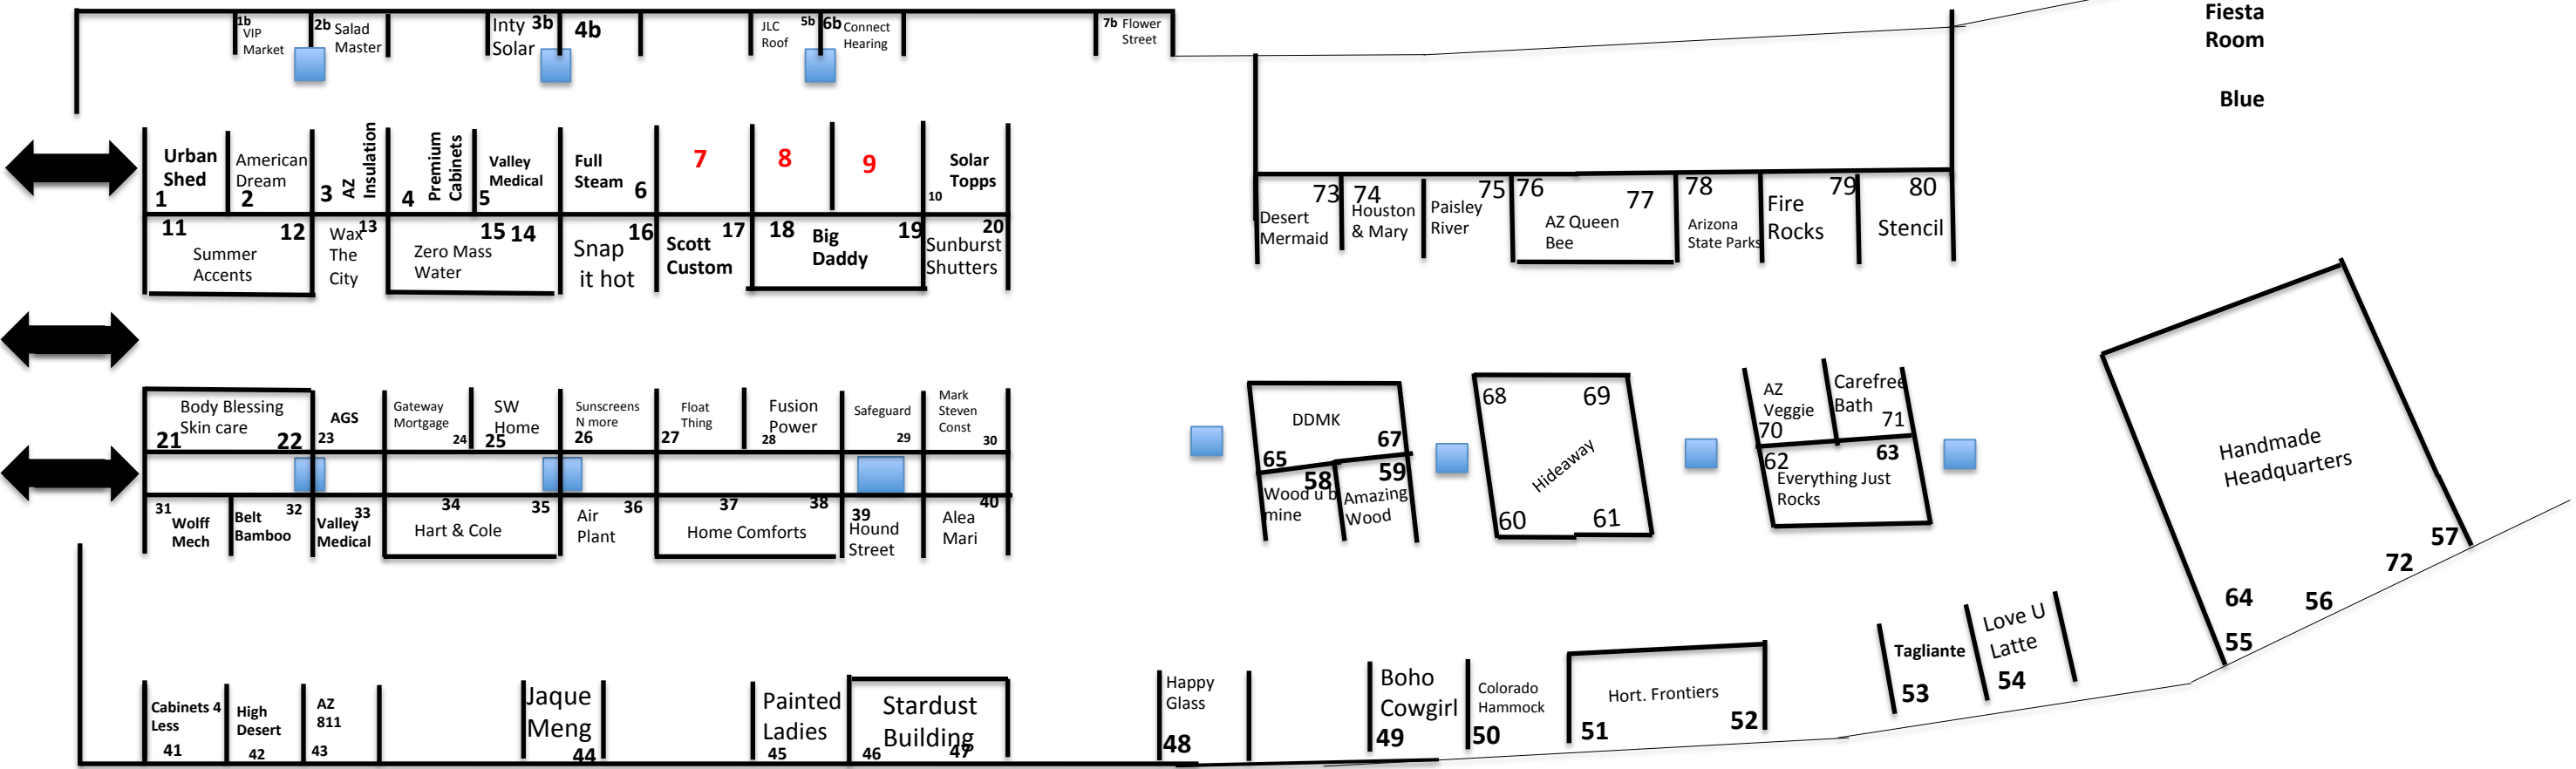 Fiesta
Room
Blue
1b
VIP
Market
2b Salad
Master
Inty 3b
Solar
4b
JLC
Roof
5b
6b Connect
Hearing
7b Flower
Street
Urban
Shed
1
American
Dream
2
3 AZ
Insulation
4 Premium
Cabinets
Valley
Medical
5
Full
Steam 6
7
8
9
Solar
Topps
10
11 12
Summer
Accents
Wax 13
The
City
15 14
Zero Mass
Water
16
Snap
it hot
17
Scott
Custom
18 19
Big
Daddy
20
Sunburst
Shutters
73
Desert
Mermaid
74
Houston
& Mary
75
Paisley
River
76 77
AZ Queen
Bee
78
Arizona
State Parks
79
Fire
Rocks
80
Stencil
Body Blessing
Skin care
21 22
AGS
23
Gateway
Mortgage
24
SW
Home
25
Sunscreens
N more
26
Float
Thing
27
Fusion
Power
28
Safeguard
29
Mark
Steven
Const
30
31
Wolff
Mech
32
Belt
Bamboo
33
Valley
Medical
34 35
Hart & Cole
36
Air
Plant
37 38
Home Comforts
39
Hound
Street
40
Alea
Mari
DDMK
65 67
58
Wood u b
mine
59
Amazing
Wood
68 69
Hideaway
60 61
AZ
Veggie
70
Carefree
Bath
71
62 63
Everything Just
Rocks
Handmade
Headquarters
57
72
64 56
55
Cabinets 4
Less
41
High
Desert
42
AZ
811
43
Jaque
Meng
44
Painted
Ladies
45
Stardust
Building
46 47
Happy
Glass
48
Boho
Cowgirl
49
Colorado
Hammock
50
Hort. Frontiers
51 52
Tagliante
53
Love U
Latte
54